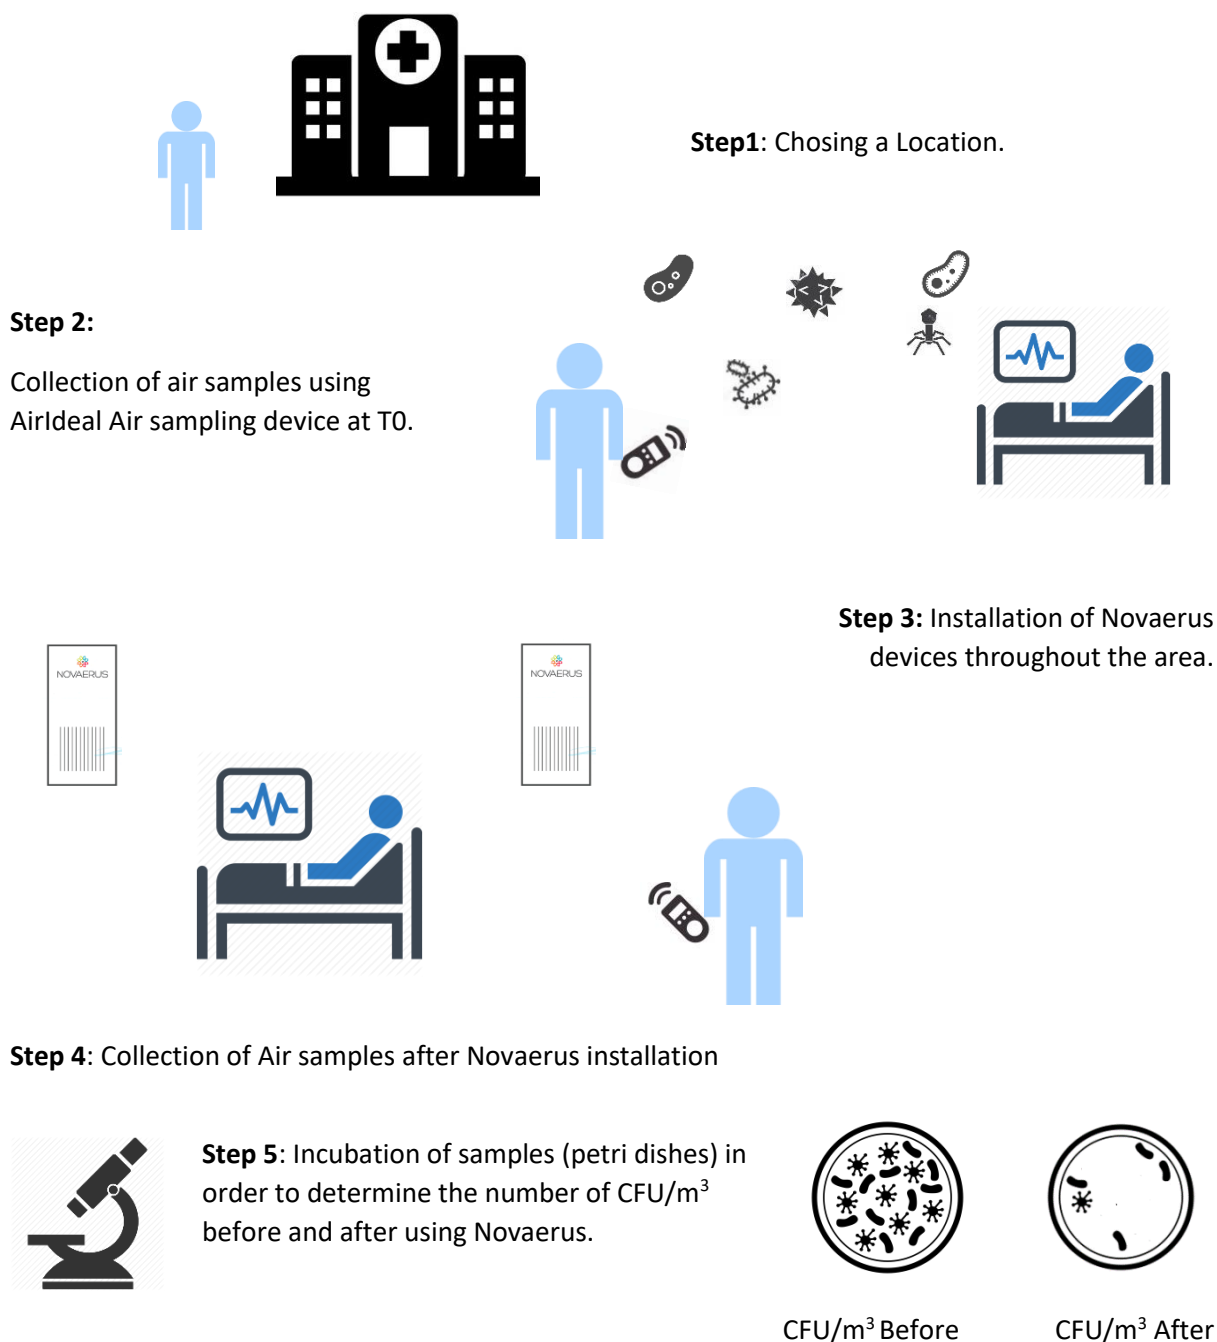 Step1: Chosing a Location.
Step 2:
Collection of air samples using
AirIdeal Air sampling device at T0.
Step 3: Installation of Novaerus
devices throughout the area.
NOVAERUS
NOVAERUS
Step 4: Collection of Air samples after Novaerus installation
Step 5: Incubation of samples (petri dishes) in
order to determine the number of CFU/m³
before and after using Novaerus.
CFU/m³ Before
CFU/m³ After